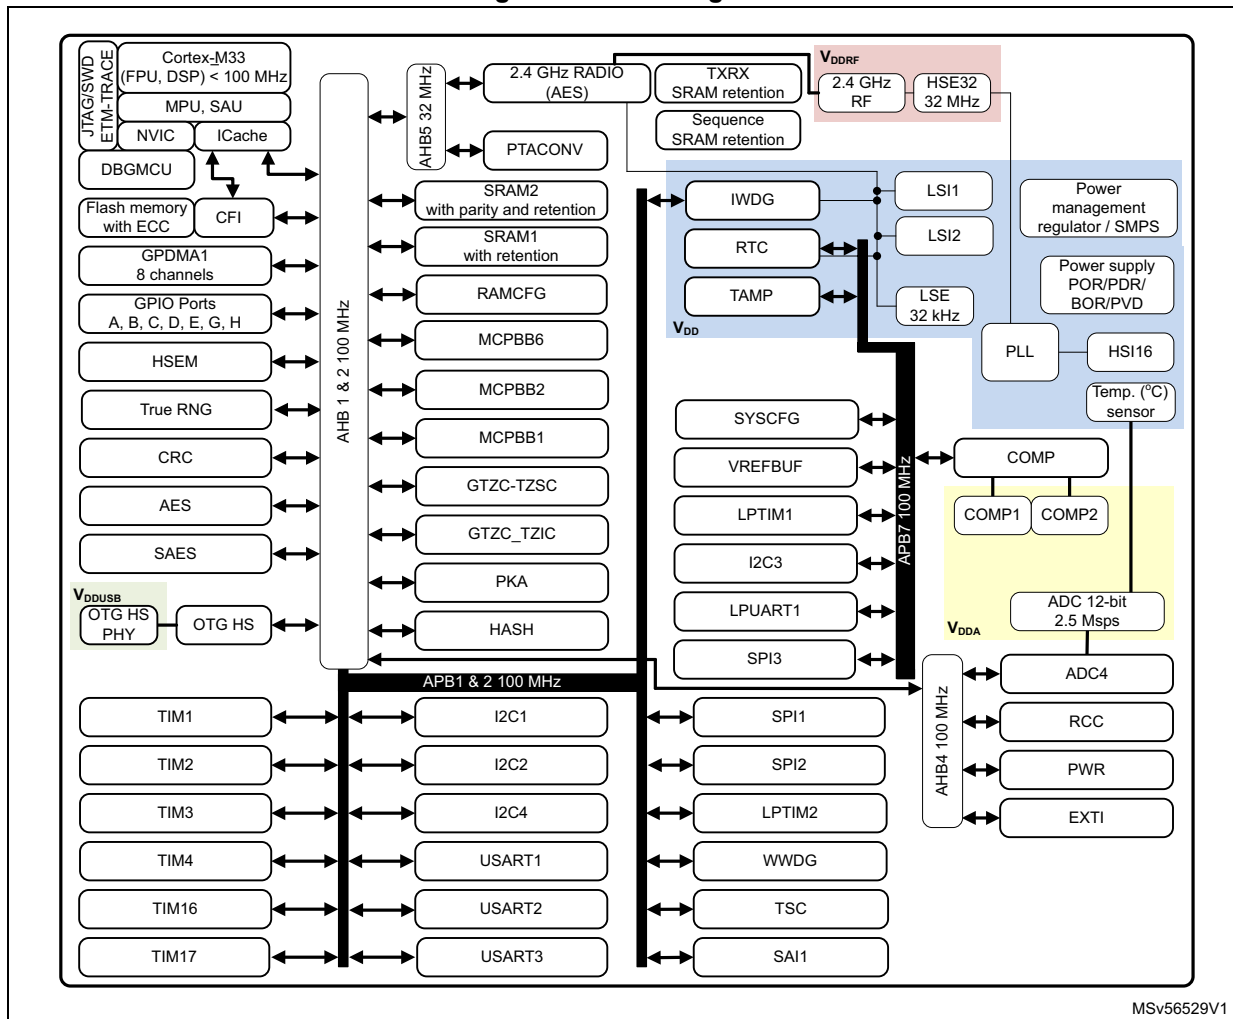 JTAG/SWD
ETM-TRACE
Cortex-M33
(FPU, DSP) < 100 MHz
MPU, SAU
NVIC
ICache
DBGMCU
Flash memory
with ECC
CFI
GPDMA1
8 channels
GPIO Ports
A, B, C, D, E, G, H
HSEM
True RNG
CRC
AES
SAES
VDDUSB
OTG HS
PHY
OTG HS
AHB 1 & 2 100 MHz
AHB5 32 MHz
2.4 GHz RADIO
(AES)
PTACONV
TXRX
SRAM retention
Sequence
SRAM retention
VDDRF
2.4 GHz
RF
HSE32
32 MHz
SRAM2
with parity and retention
SRAM1
with retention
RAMCFG
MCPBB6
MCPBB2
MCPBB1
GTZC-TZSC
GTZC_TZIC
PKA
HASH
IWDG
RTC
TAMP
VDD
LSI1
LSI2
LSE
32 kHz
Power
management
regulator / SMPS
Power supply
POR/PDR/
BOR/PVD
PLL
HSI16
Temp. (°C)
sensor
SYSCFG
VREFBUF
LPTIM1
I2C3
LPUART1
SPI3
APB7 100 MHz
COMP
COMP1
COMP2
ADC 12-bit
2.5 Msps
VDDA
AHB4 100 MHz
ADC4
RCC
PWR
EXTI
APB1 & 2 100 MHz
TIM1
TIM2
TIM3
TIM4
TIM16
TIM17
I2C1
I2C2
I2C4
USART1
USART2
USART3
SPI1
SPI2
LPTIM2
WWDG
TSC
SAI1
MSv56529V1